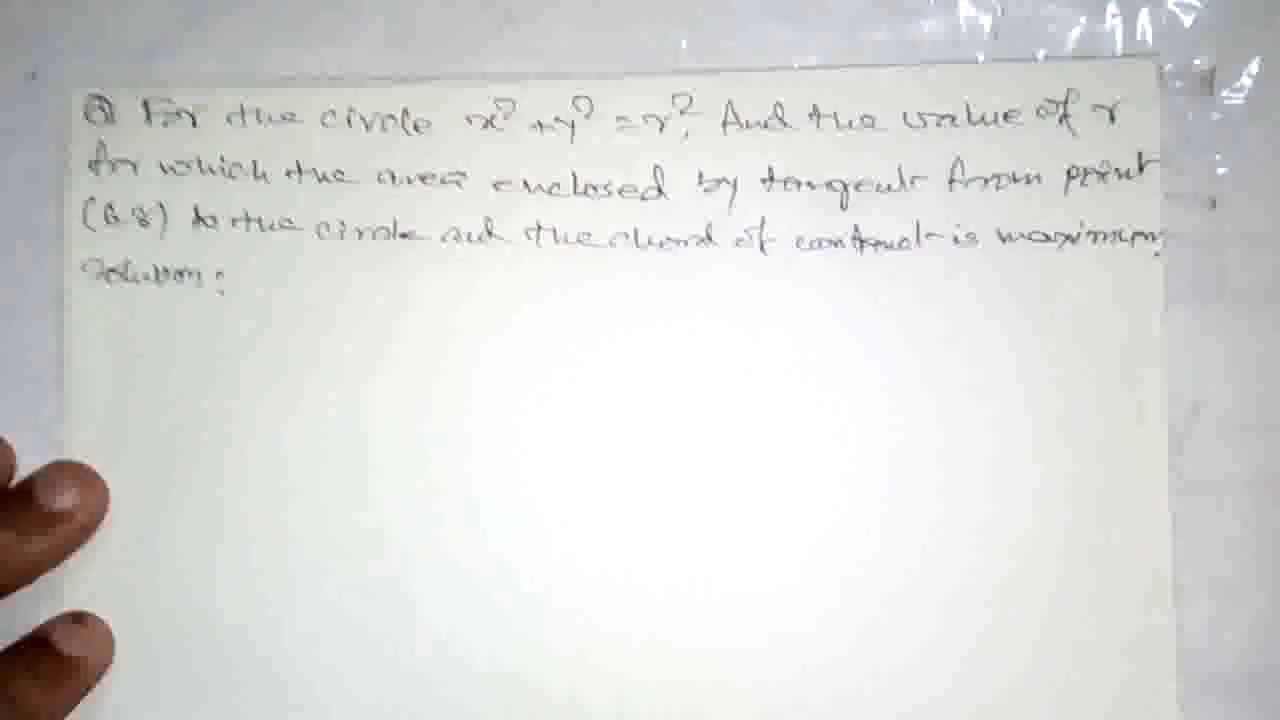 Q For the circle x² + y² = r², find the value of r
for which the area enclosed by tangents from point
(6.8) to the circle and the chord of contact is maximum.
Solution: